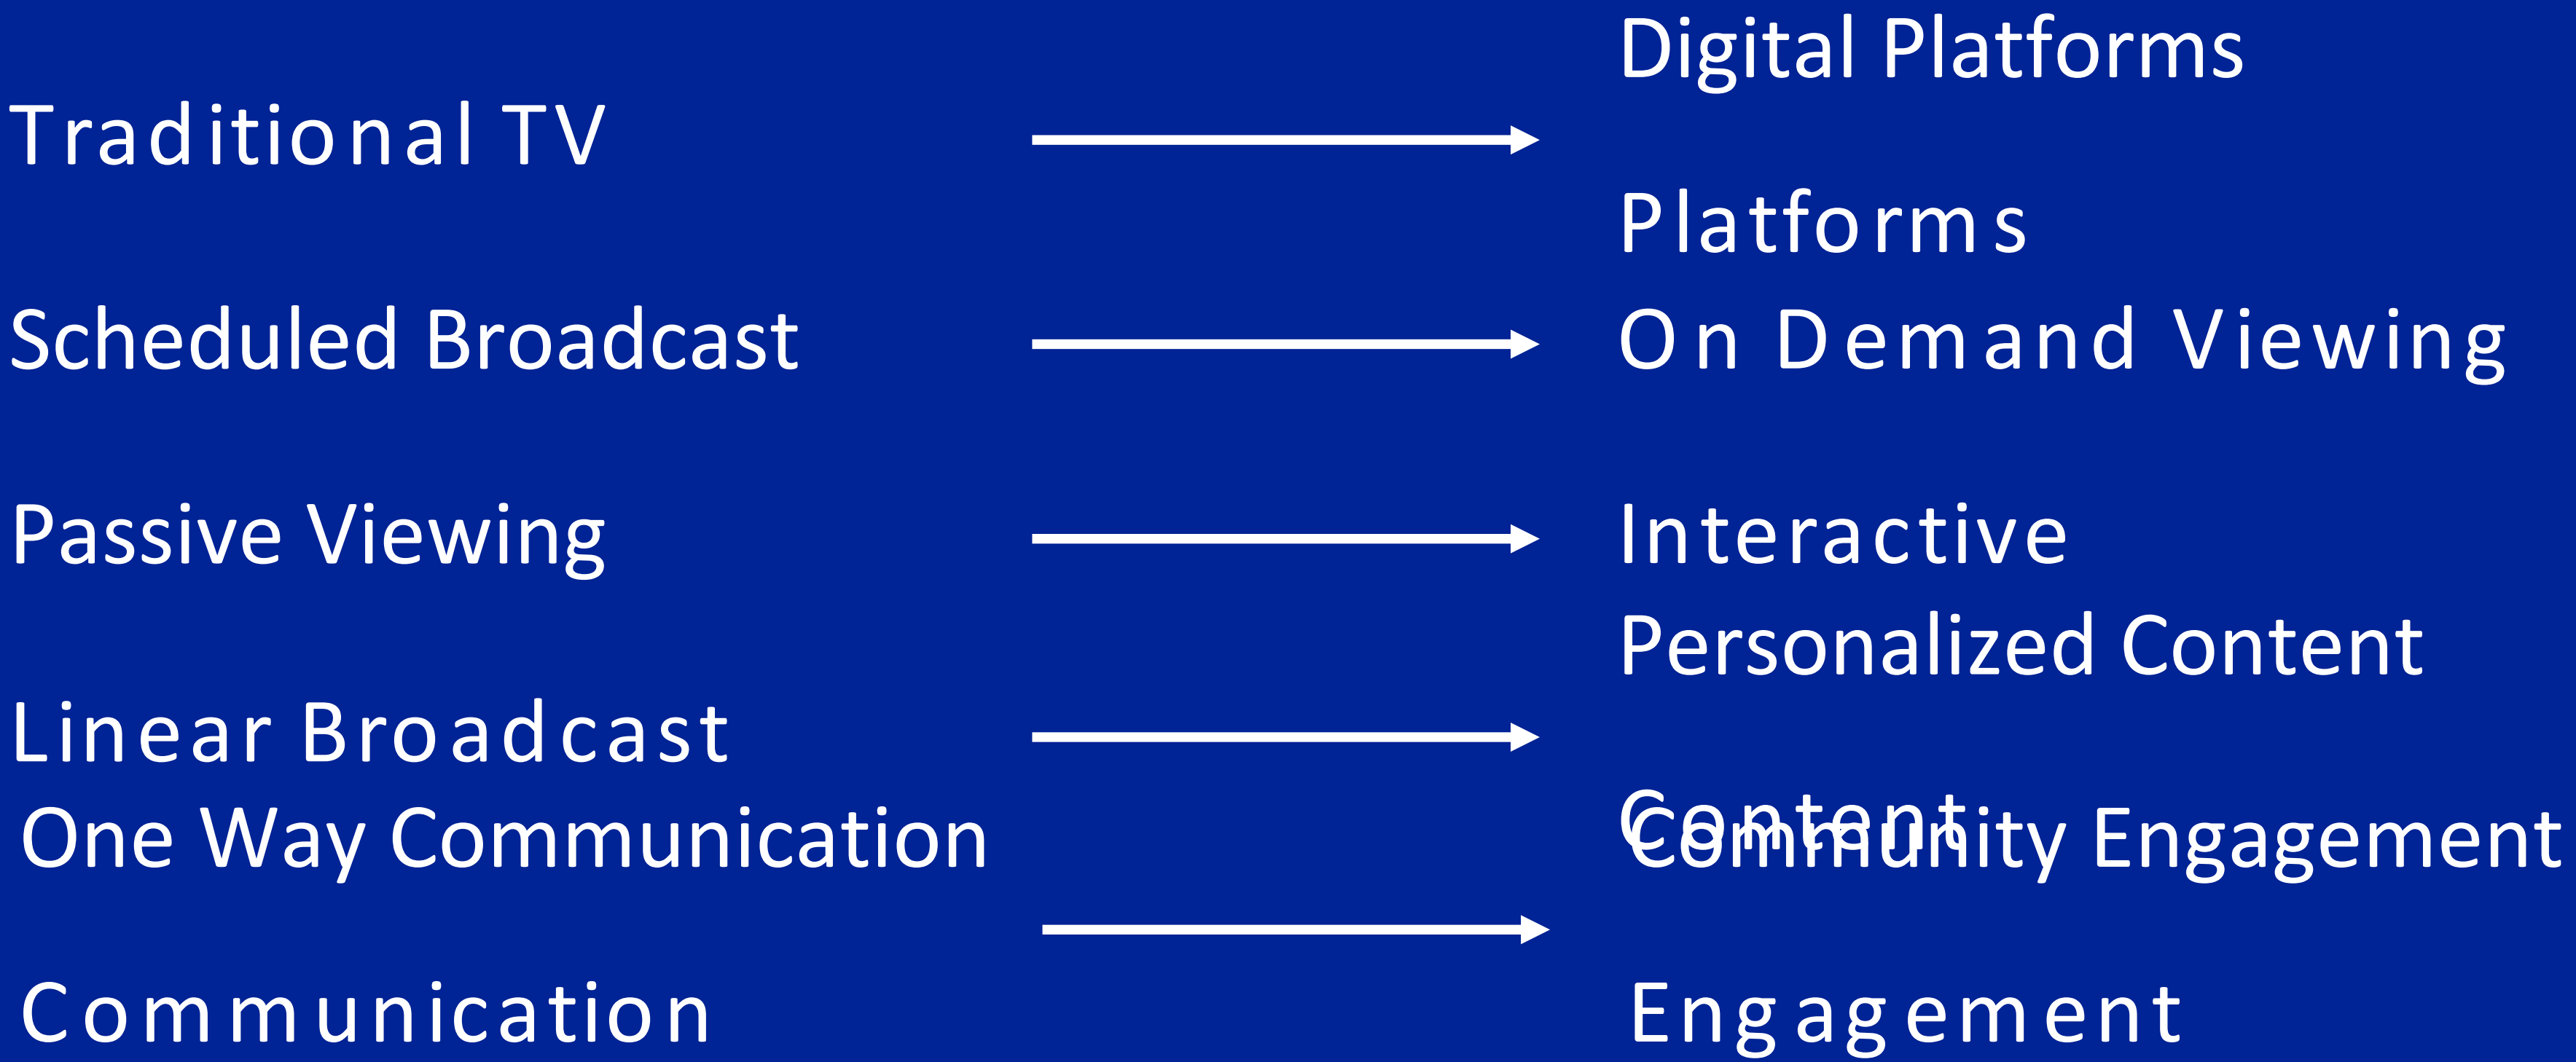 Digital Platforms
Traditional TV
Platforms
Scheduled Broadcast
On Demand Viewing
Passive Viewing
Interactive
Personalized Content
Linear Broadcast
Content
One Way Communication
Community Engagement
Communication
Engagement